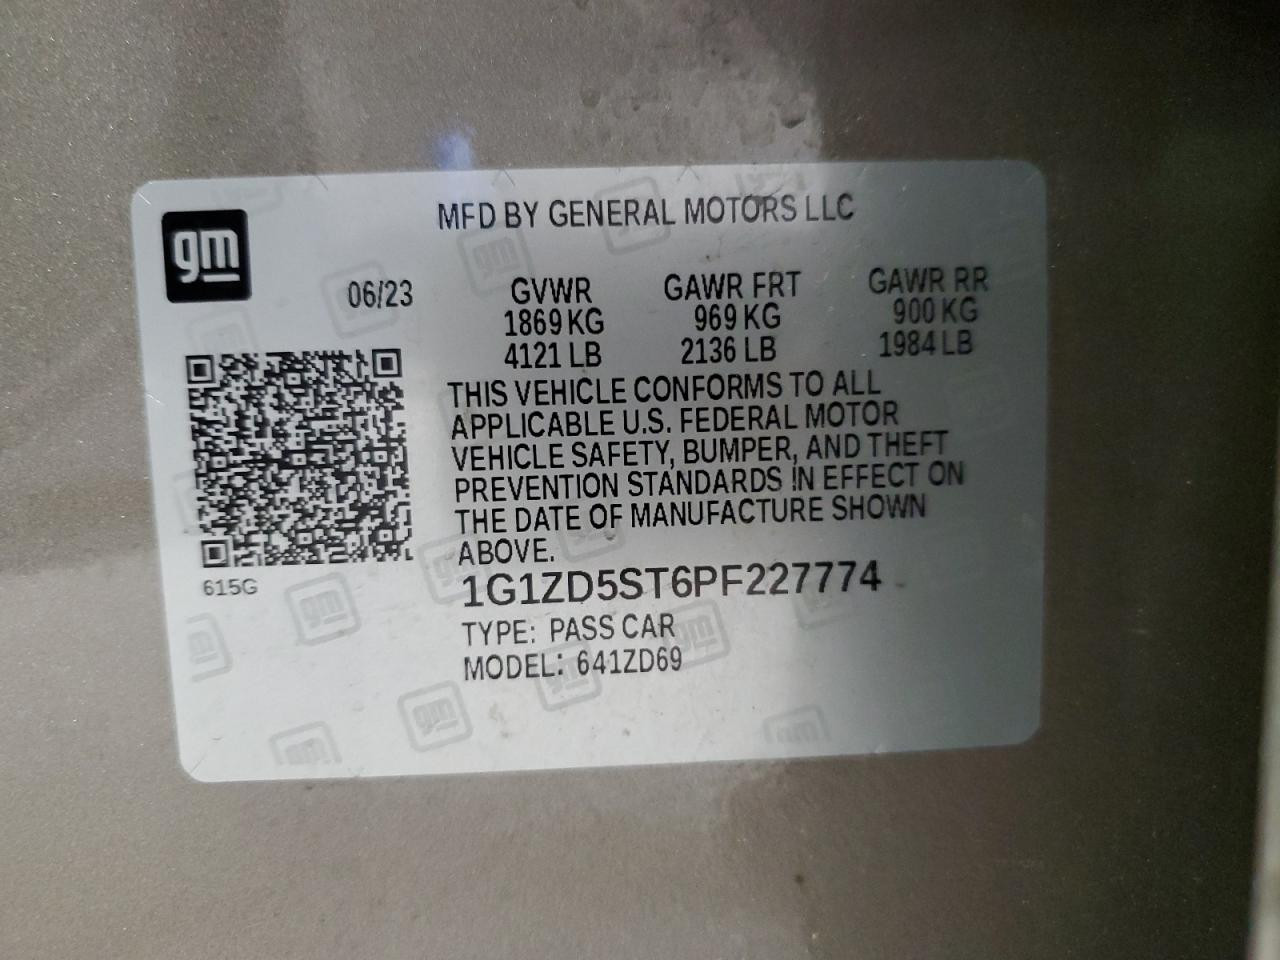 gm
MFD BY GENERAL MOTORS LLC
06/23
GVWR GAWR FRT GAWR RR
1869 KG 969 KG 900 KG
4121 LB 2136 LB 1984 LB
THIS VEHICLE CONFORMS TO ALL
APPLICABLE U.S. FEDERAL MOTOR
VEHICLE SAFETY, BUMPER, AND THEFT
PREVENTION STANDARDS IN EFFECT ON
THE DATE OF MANUFACTURE SHOWN
ABOVE.
615G
1G1ZD5ST6PF227774
TYPE: PASS CAR
MODEL: 641ZD69